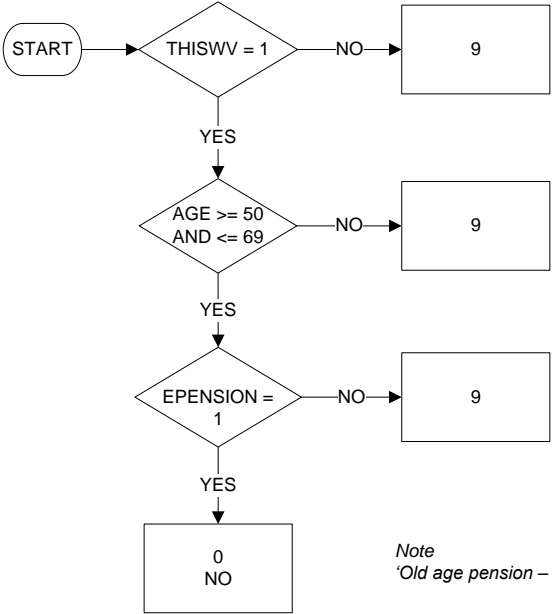 START
THISWV = 1
NO
9
YES
AGE >= 50
AND <= 69
NO
9
YES
EPENSION =
1
NO
9
YES
0
NO
Note
'Old age pension –